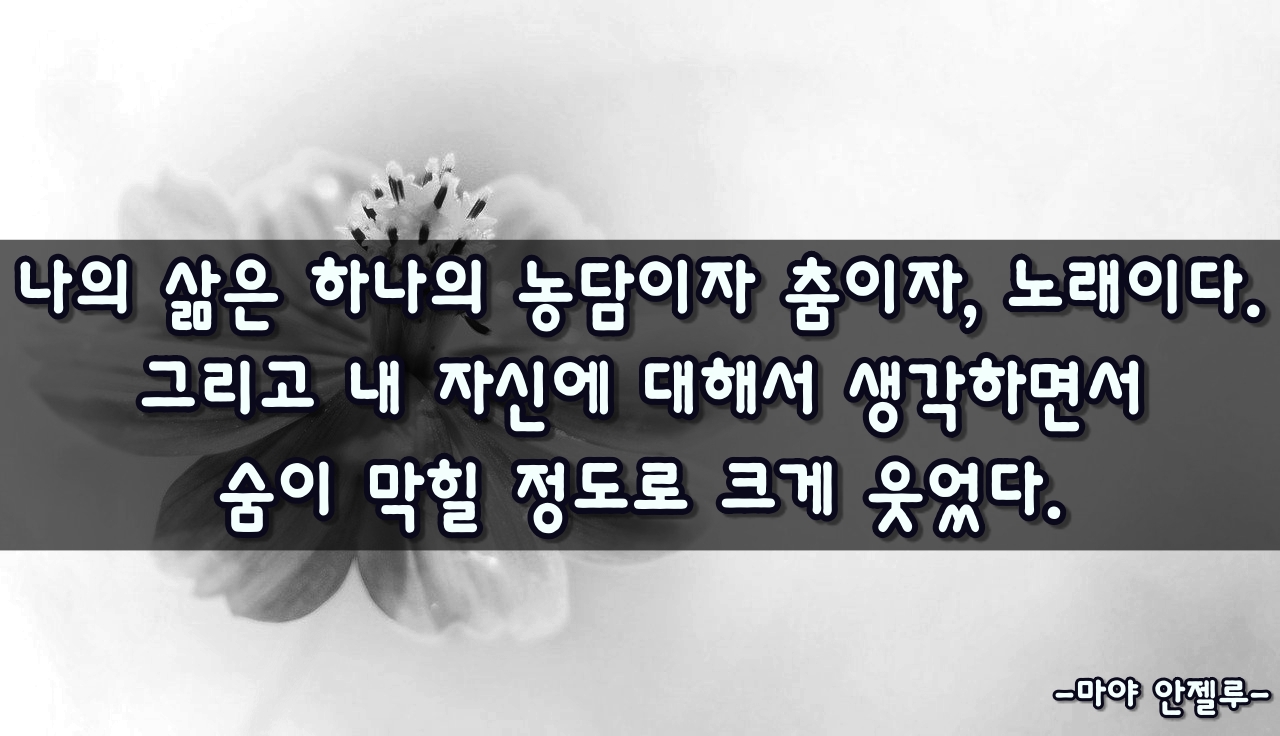 나의 삶은 하나의 농담이자 춤이자, 노래이다.
그리고 내 자신에 대해서 생각하면서
숨이 막힐 정도로 크게 웃었다.
-마야 안젤루-